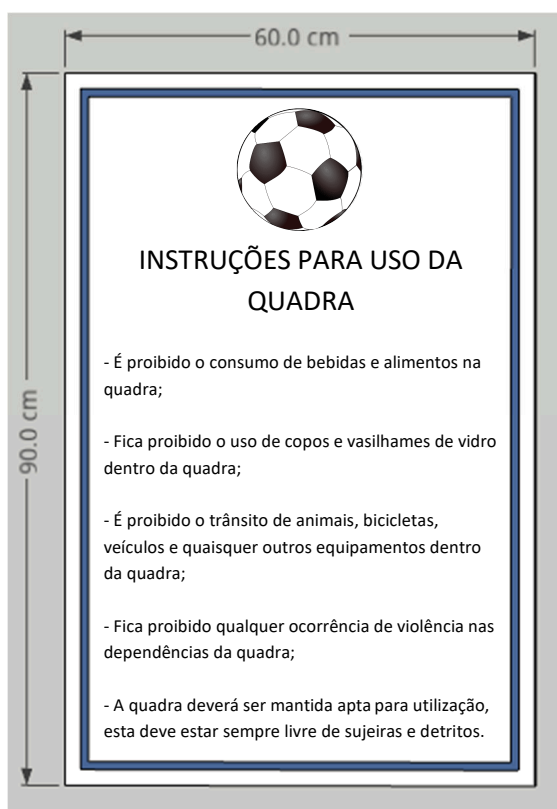 60.0 cm
90.0 cm
INSTRUÇÕES PARA USO DA
QUADRA
- É proibido o consumo de bebidas e alimentos na
quadra;
- Fica proibido o uso de copos e vasilhames de vidro
dentro da quadra;
- É proibido o trânsito de animais, bicicletas,
veículos e quaisquer outros equipamentos dentro
da quadra;
- Fica proibido qualquer ocorrência de violência nas
dependências da quadra;
- A quadra deverá ser mantida apta para utilização,
esta deve estar sempre livre de sujeiras e detritos.